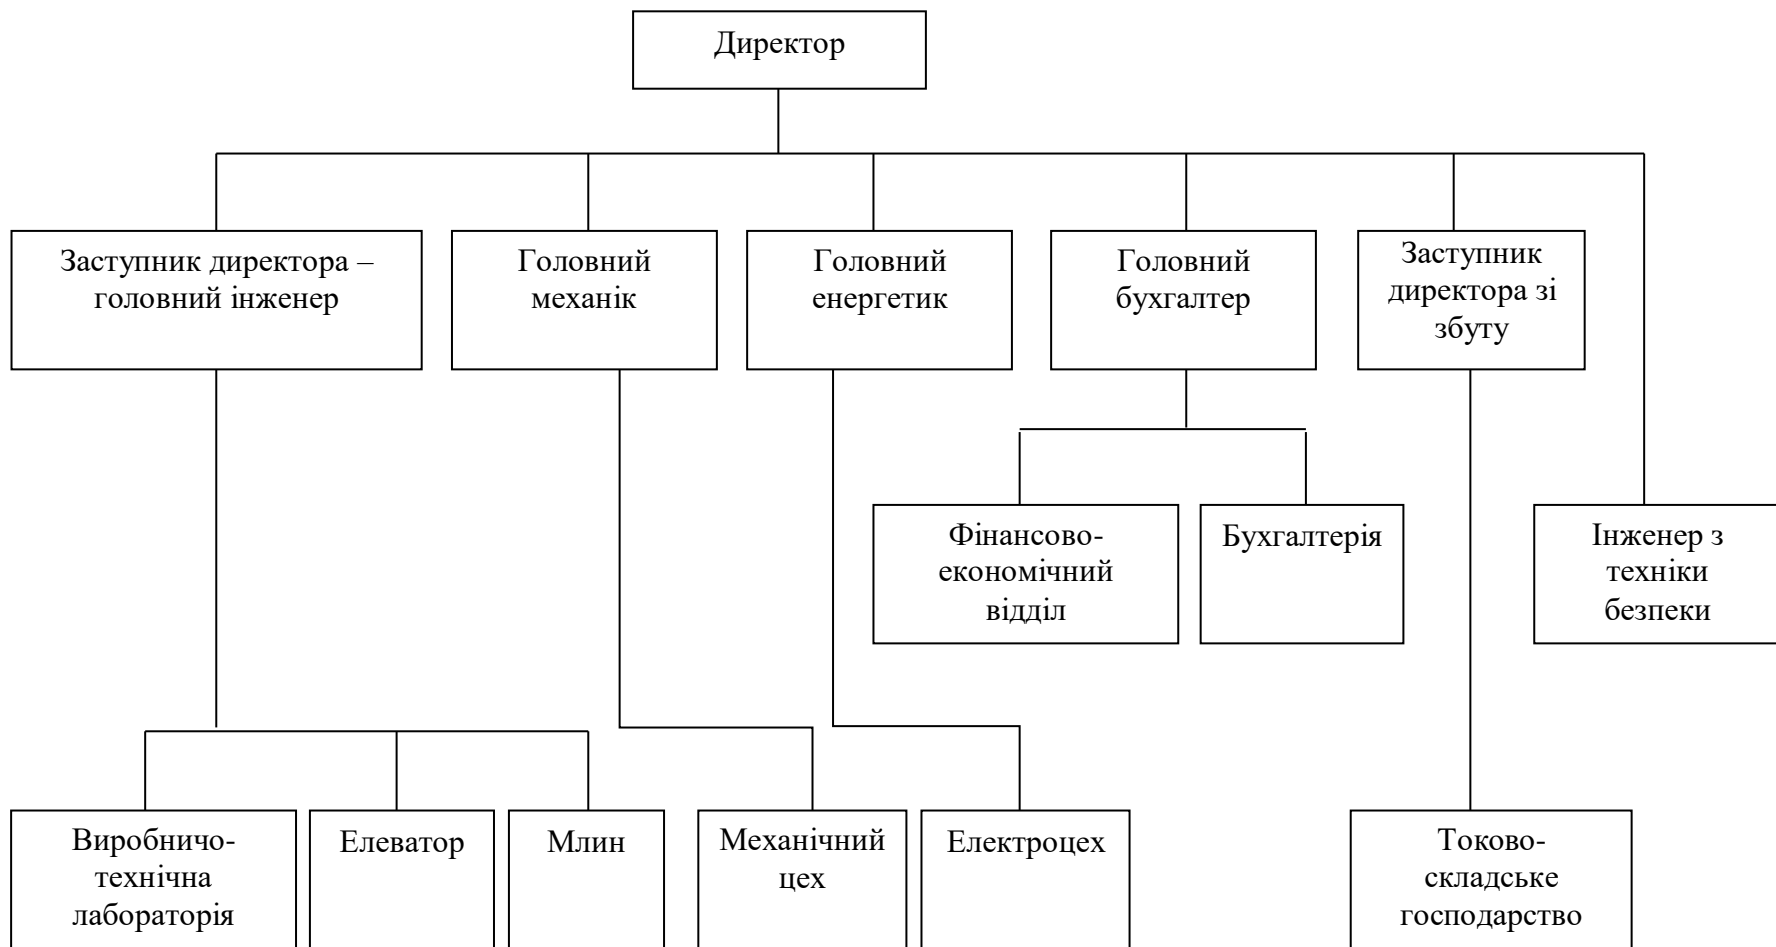 Директор
Заступник директора –
головний інженер
Головний
механік
Головний
енергетик
Головний
бухгалтер
Заступник
директора зі
збуту
Фінансово-
економічний
відділ
Бухгалтерія
Інженер з
техніки
безпеки
Виробничо-
технічна
лабораторія
Елеватор
Млин
Механічний
цех
Електроцех
Токово-
складське
господарство